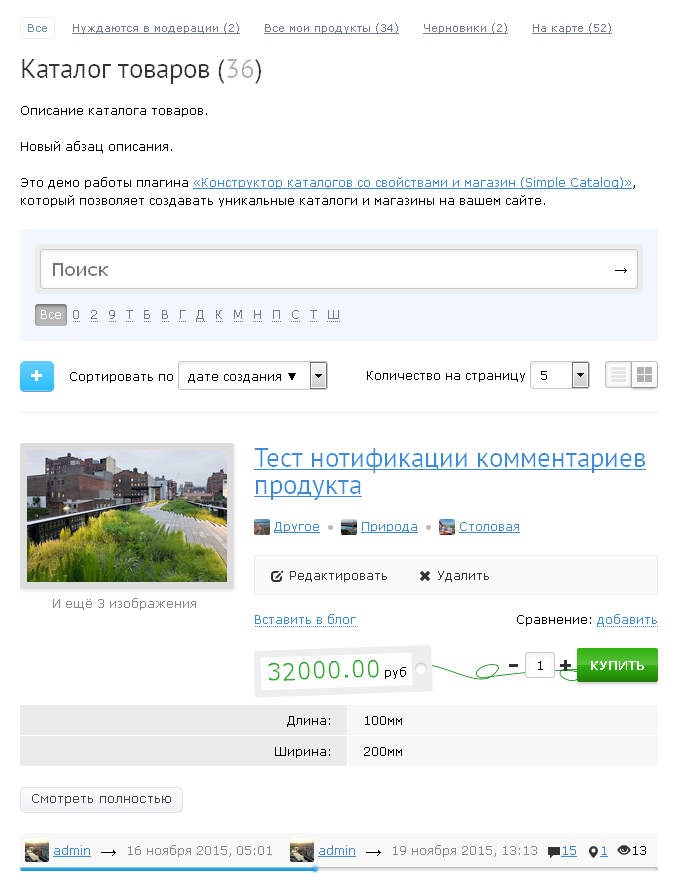 Все Нуждаются в модерации (2) Все мои продукты (34) Черновики (2) На карте (52)
Каталог товаров (36)
Описание каталога товаров.
Новый абзац описания.
Это демо работы плагина «Конструктор каталогов со свойствами и магазин (Simple Catalog)»,
который позволяет создавать уникальные каталоги и магазины на вашем сайте.
Поиск →
Все 0 2 9 T Б В Г Д К М Н П С Т Ш
+ Сортировать по дате создания ▼ Количество на страницу 5
Тест нотификации комментариев
продукта
Другое • Природа • Столовая
Редактировать ✖ Удалить
И ещё 3 изображения
Вставить в блог Сравнение: добавить
32000.00 руб − 1 + КУПИТЬ
Длина: 100мм
Ширина: 200мм
Смотреть полностью
admin → 16 ноября 2015, 05:01 admin → 19 ноября 2015, 13:13 15 1 13